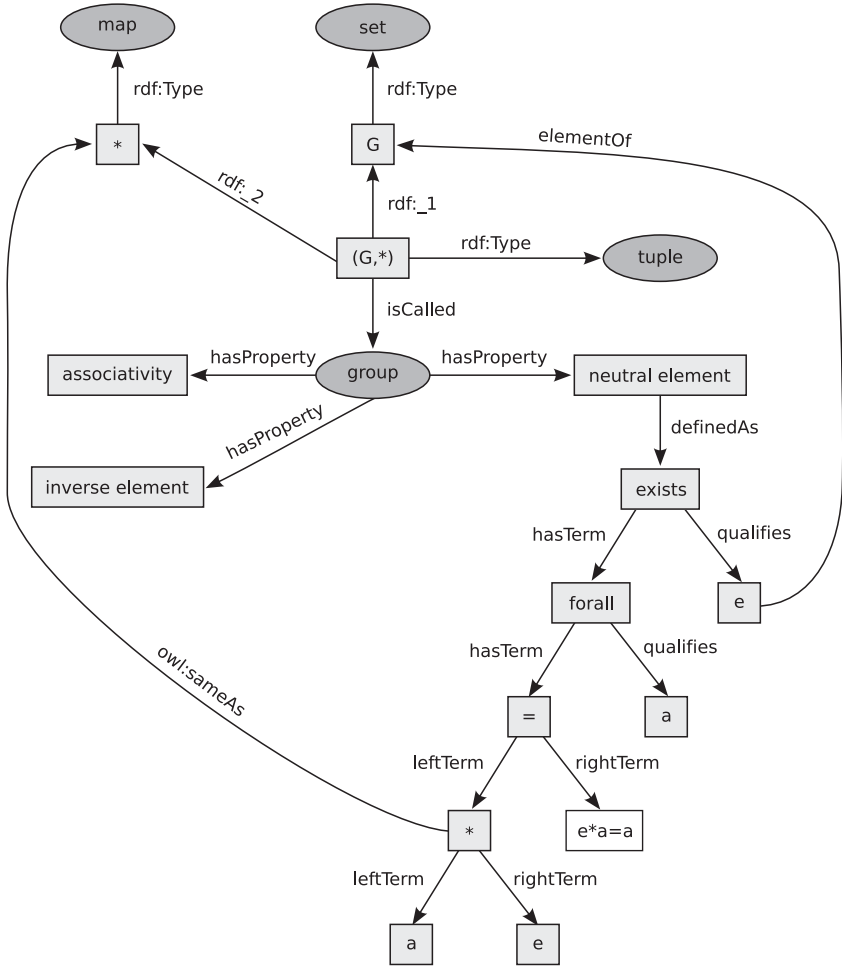 map
set
rdf:Type
rdf:Type
*
G
elementOf
rdf:_2
rdf:_1
(G,*)
rdf:Type
tuple
isCalled
hasProperty
hasProperty
associativity
group
neutral element
hasProperty
definedAs
inverse element
exists
hasTerm
qualifies
forall
e
hasTerm
qualifies
owl:sameAs
=
a
leftTerm
rightTerm
*
e*a=a
leftTerm
rightTerm
a
e